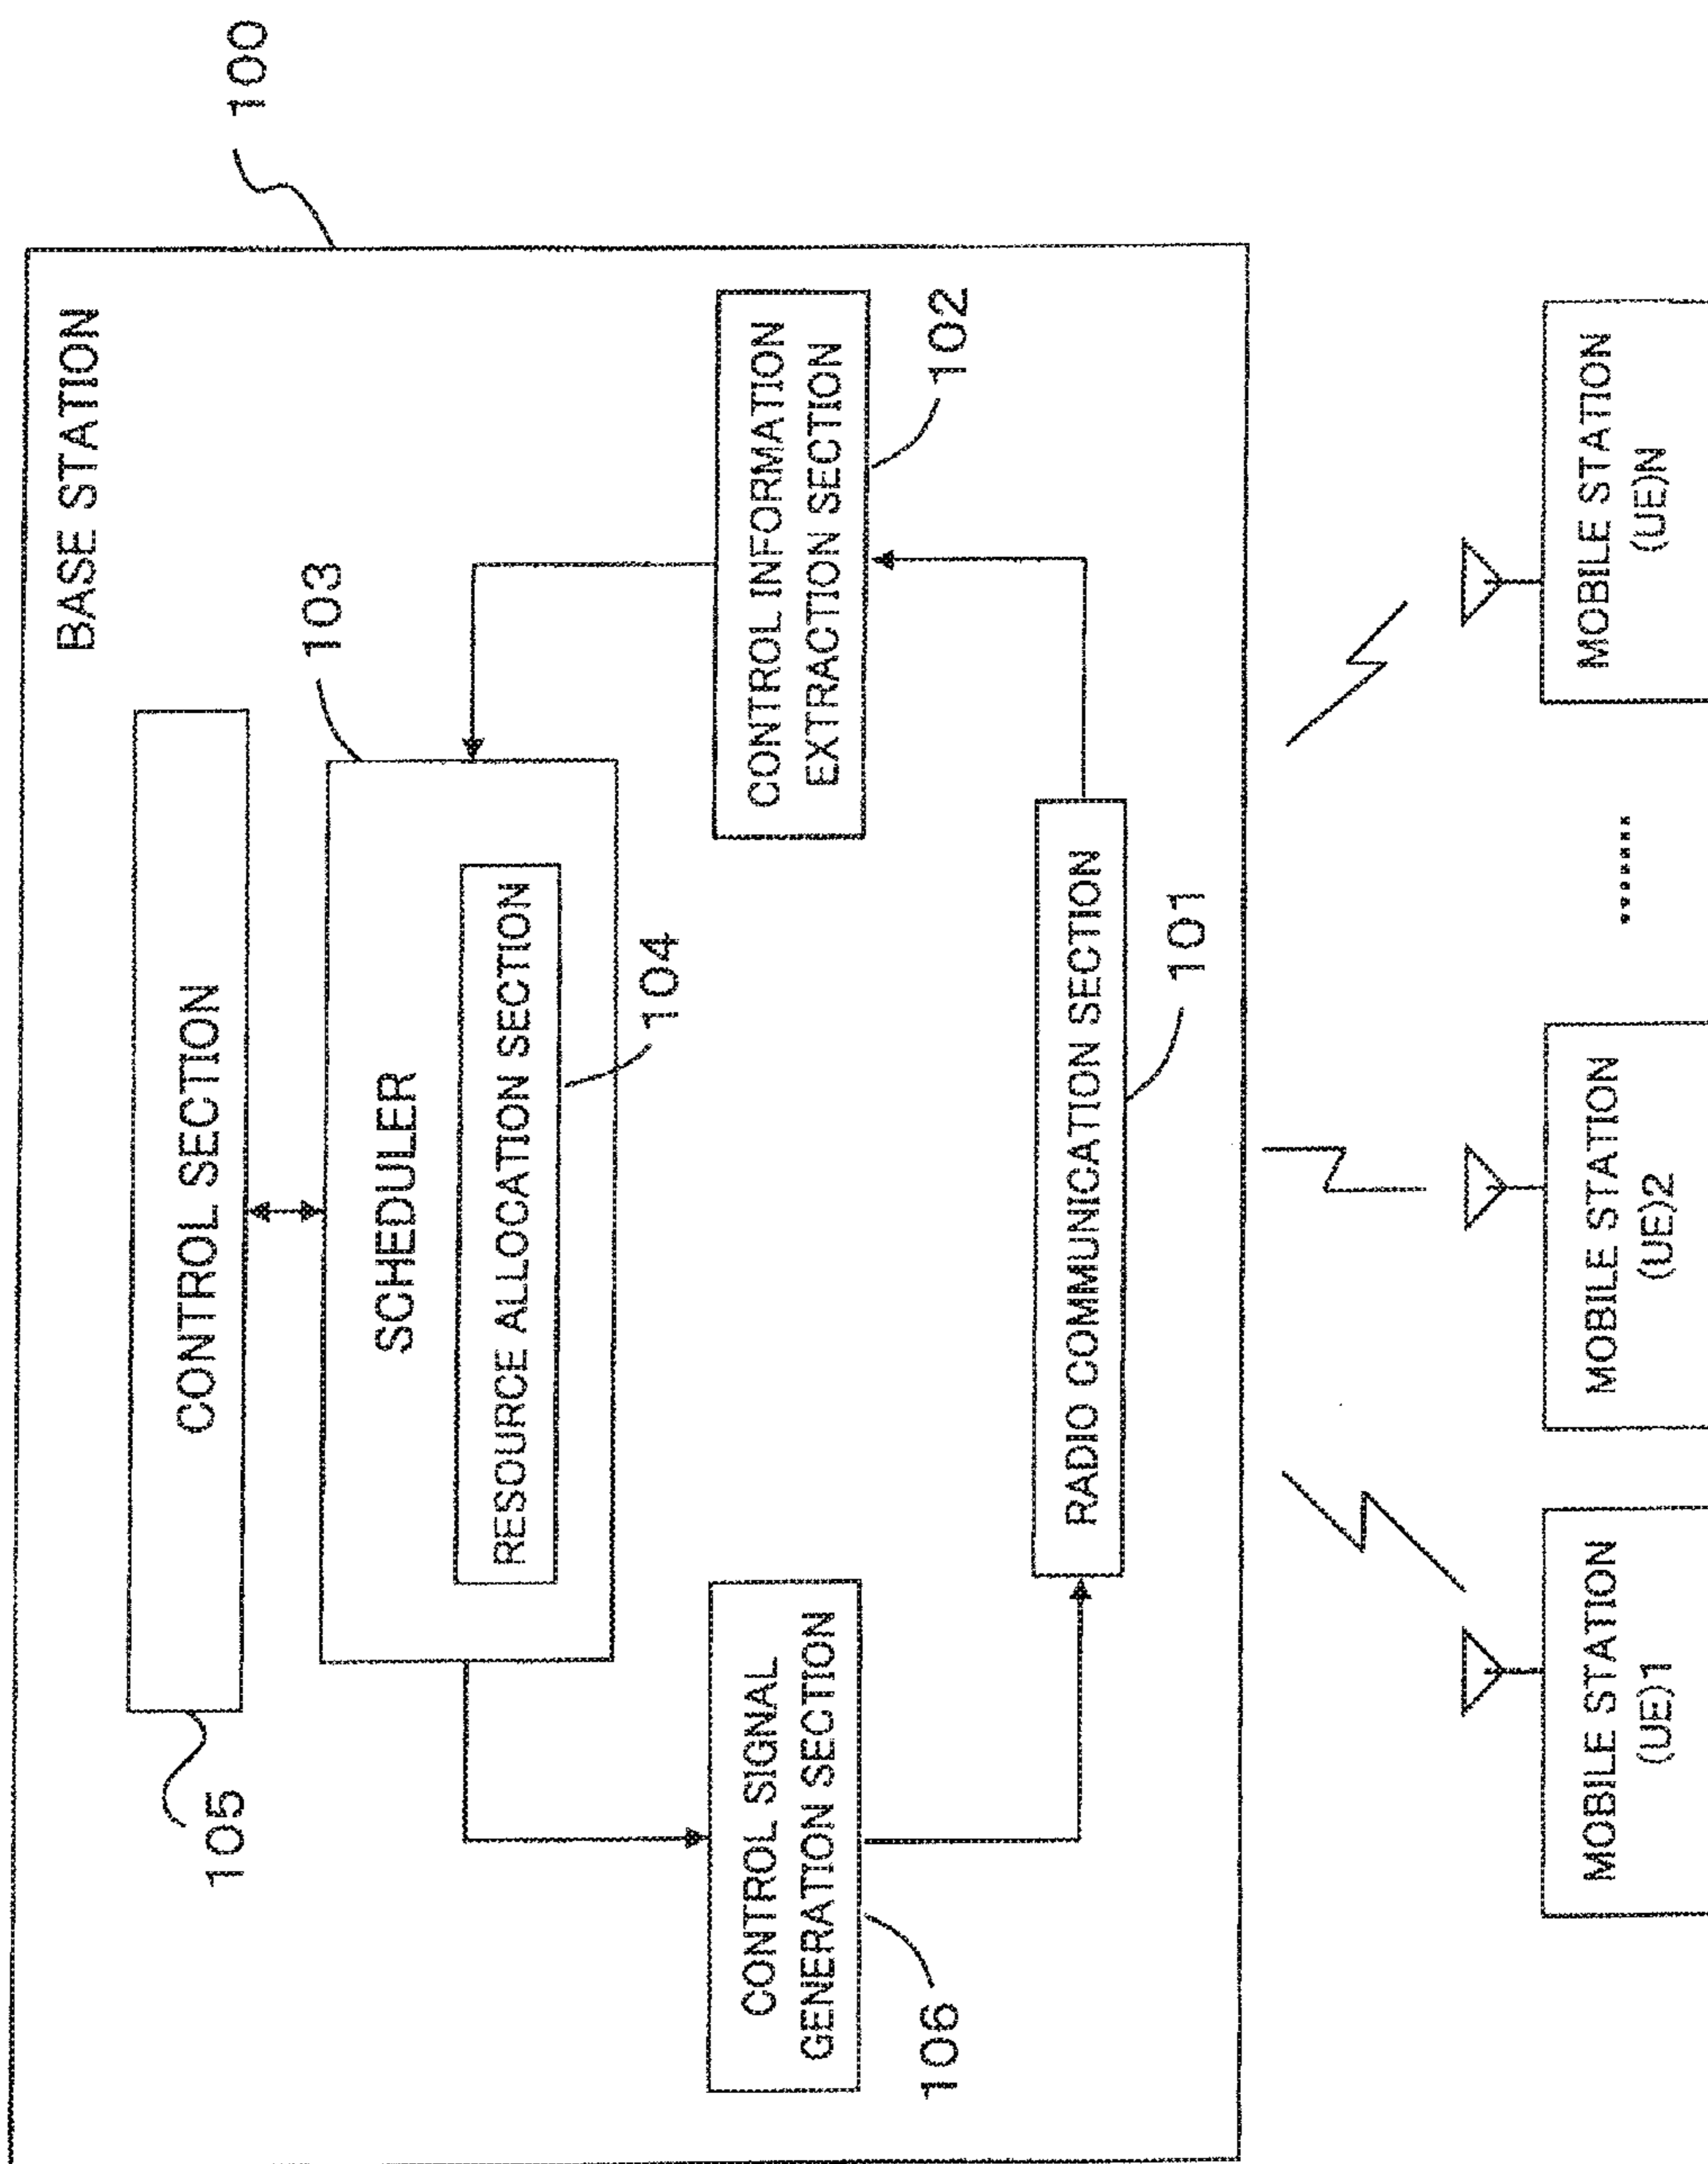 100
BASE STATION
105
CONTROL SECTION
103
SCHEDULER
RESOURCE ALLOCATION SECTION
104
CONTROL SIGNAL
GENERATION SECTION
106
CONTROL INFORMATION
EXTRACTION SECTION
102
RADIO COMMUNICATION SECTION
101
MOBILE STATION
(UE)1
MOBILE STATION
(UE)2
......
MOBILE STATION
(UE)N